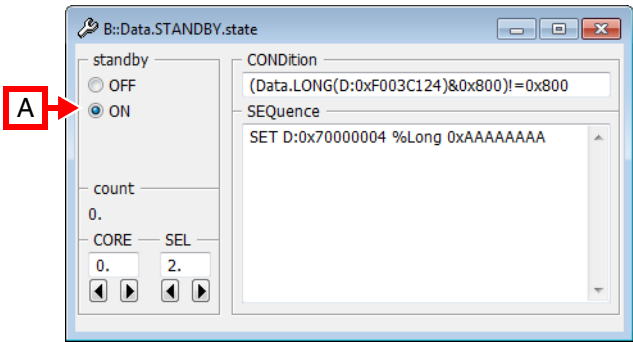 B::Data.STANDBY.state
standby
OFF
A
ON
count
0.
CORE
SEL
0.
2.
CONDition
(Data.LONG(D:0xF003C124)&0x800)!=0x800
SEQuence
SET D:0x70000004 %Long 0xAAAAAAAA